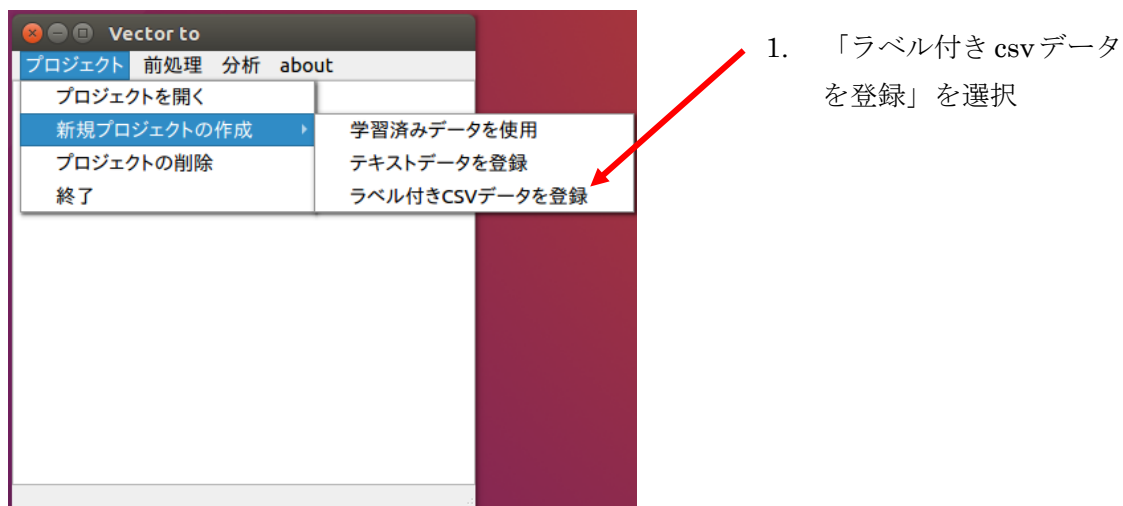 Vector to
プロジェクト 前処理 分析 about
プロジェクトを開く
新規プロジェクトの作成
プロジェクトの削除
終了
学習済みデータを使用
テキストデータを登録
ラベル付きCSVデータを登録
1. 「ラベル付き csv データ
を登録」を選択